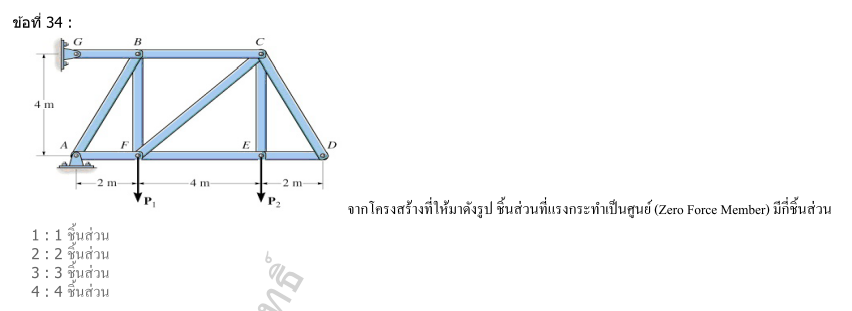 ข้อที่ 34 :
G B C
4 m
A F E D
2 m 4 m 2 m
P1 P2
จากโครงสร้างที่ให้มาดังรูป ชิ้นส่วนที่แรงกระทำเป็นศูนย์ (Zero Force Member) มีกี่ชิ้นส่วน
1 : 1 ชิ้นส่วน
2 : 2 ชิ้นส่วน
3 : 3 ชิ้นส่วน
4 : 4 ชิ้นส่วน